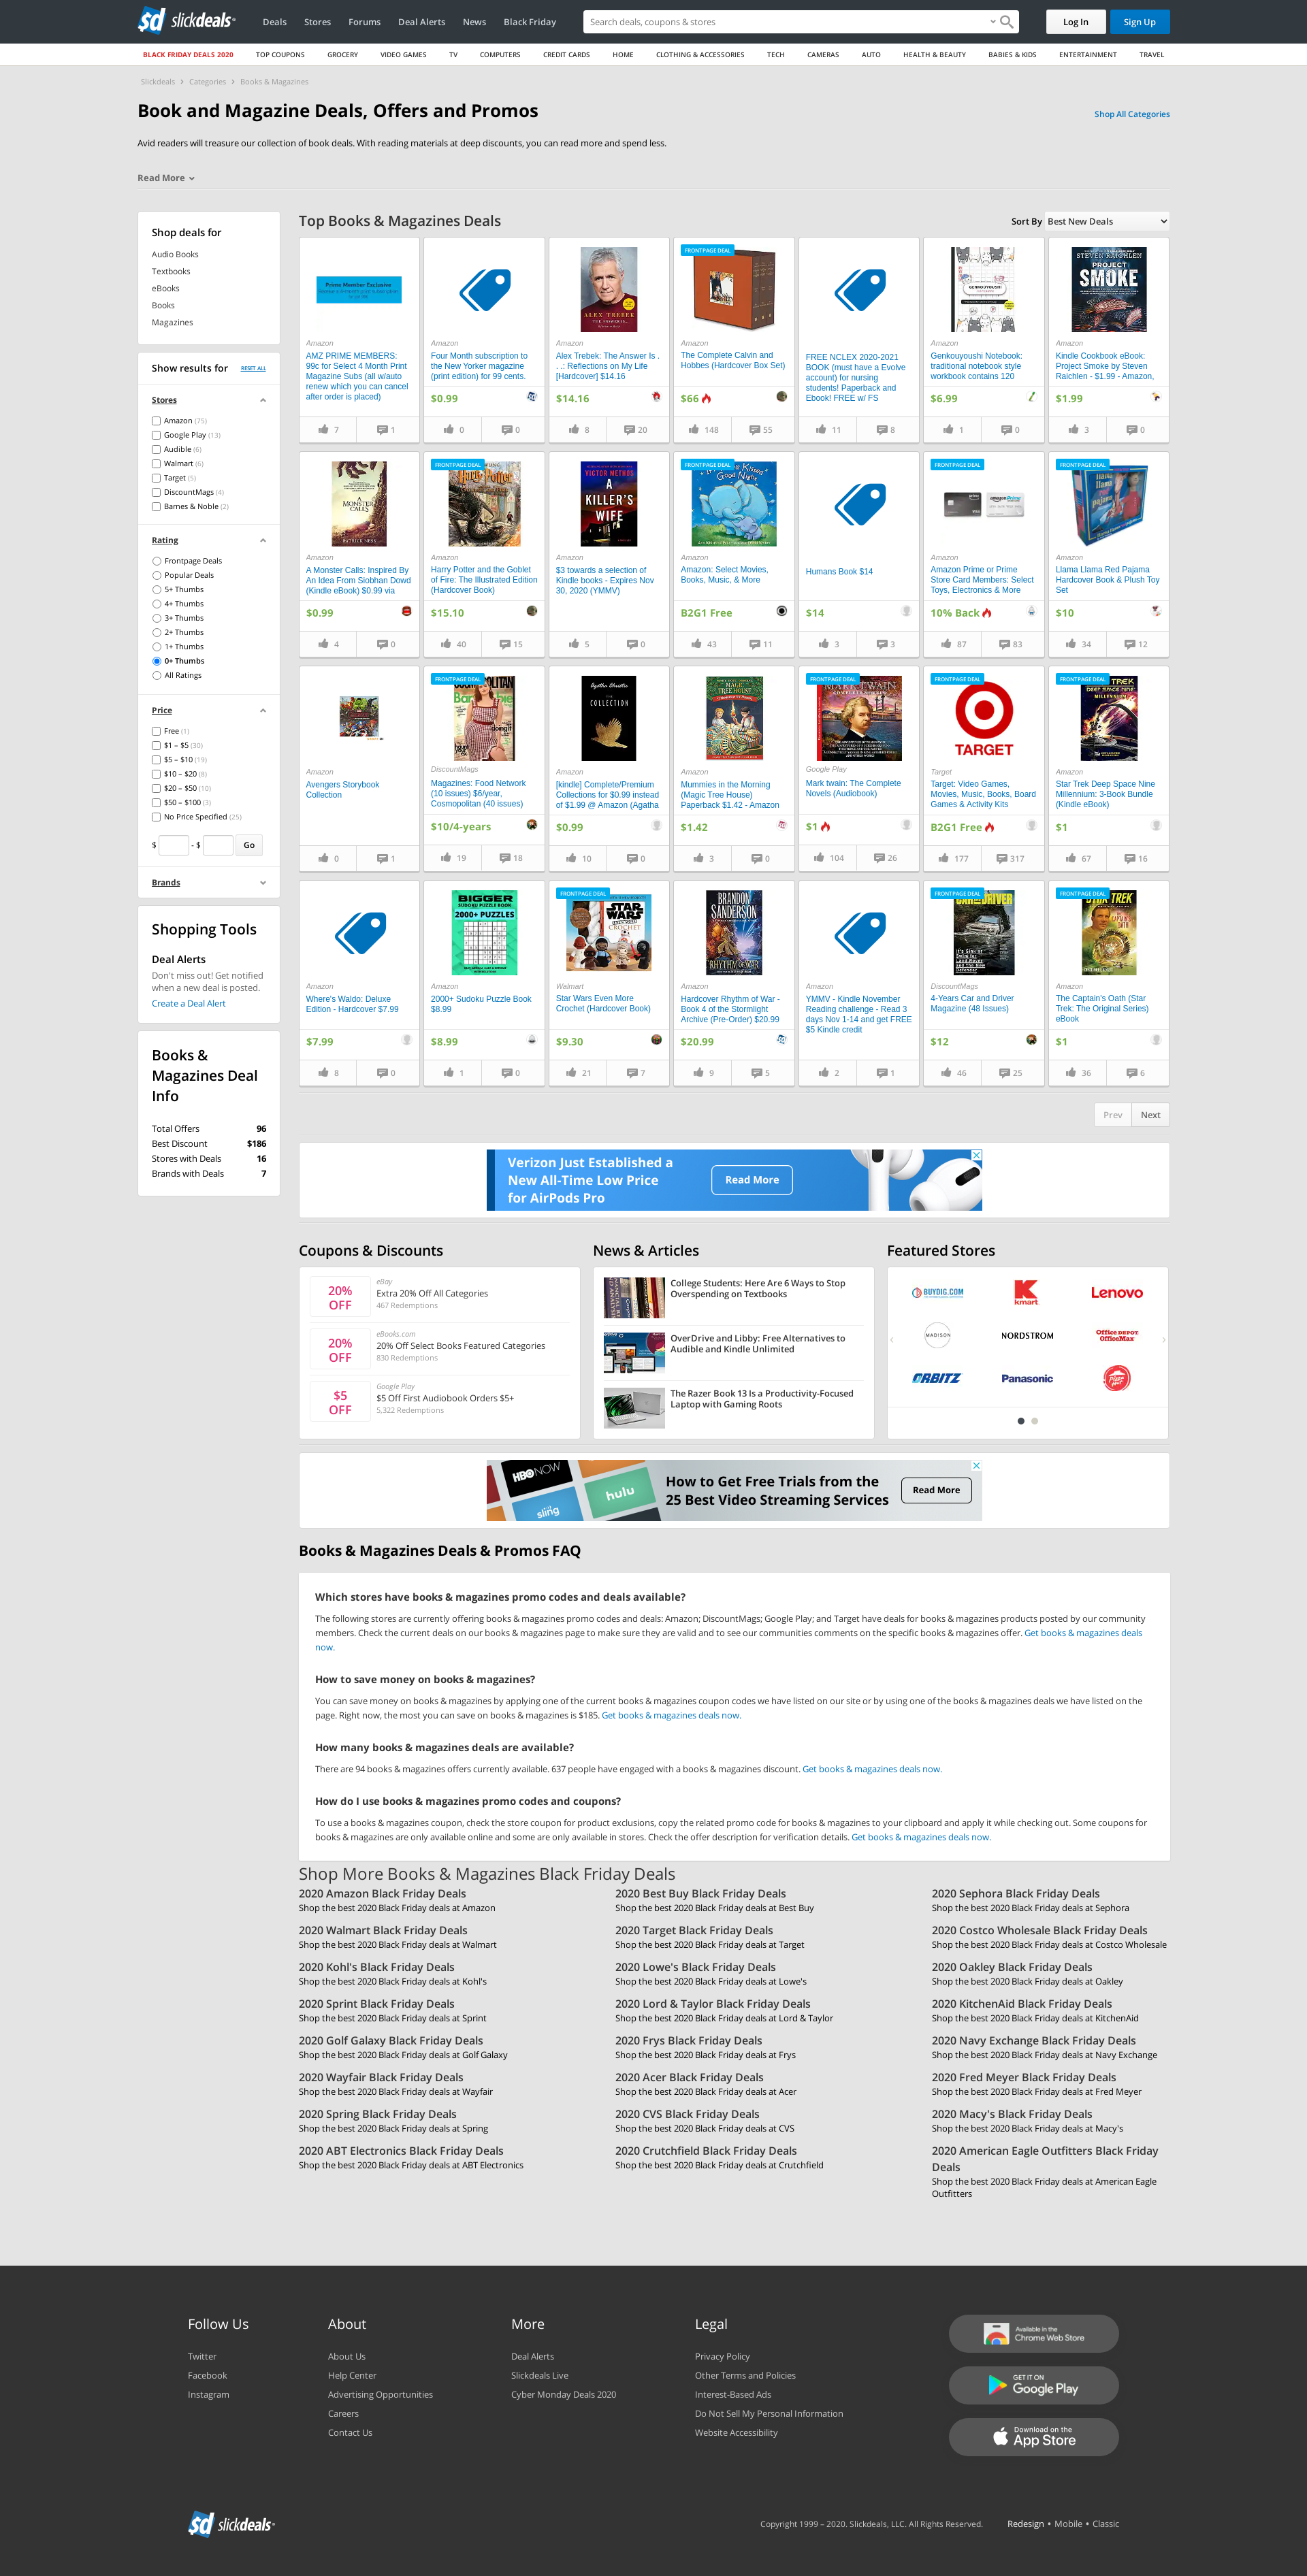 slickdeals
Deals
Stores
Forums
Deal Alerts
News
Black Friday
Search deals, coupons & stores
Log In
Sign Up
BLACK FRIDAY DEALS 2020
TOP COUPONS
GROCERY
VIDEO GAMES
TV
COMPUTERS
CREDIT CARDS
HOME
CLOTHING & ACCESSORIES
TECH
CAMERAS
AUTO
HEALTH & BEAUTY
BABIES & KIDS
ENTERTAINMENT
TRAVEL
Slickdeals › Categories › Books & Magazines
Book and Magazine Deals, Offers and Promos
Shop All Categories
Avid readers will treasure our collection of book deals. With reading materials at deep discounts, you can read more and spend less.
Read More
Shop deals for
Audio Books
Textbooks
eBooks
Books
Magazines
Show results for
RESET ALL
Stores
Amazon (75)
Google Play (13)
Audible (6)
Walmart (6)
Target (5)
DiscountMags (4)
Barnes & Noble (2)
Rating
Frontpage Deals
Popular Deals
5+ Thumbs
4+ Thumbs
3+ Thumbs
2+ Thumbs
1+ Thumbs
0+ Thumbs
All Ratings
Price
Free (1)
$1 – $5 (30)
$5 – $10 (19)
$10 – $20 (8)
$20 – $50 (10)
$50 – $100 (3)
No Price Specified (25)
$ - $ Go
Brands
Shopping Tools
Deal Alerts
Don't miss out! Get notified
when a new deal is posted.
Create a Deal Alert
Books &
Magazines Deal
Info
Total Offers 96
Best Discount $186
Stores with Deals 16
Brands with Deals 7
Top Books & Magazines Deals
Sort By Best New Deals
Prime Member Exclusive
Amazon
AMZ PRIME MEMBERS:
99c for Select 4 Month Print
Magazine Subs (all w/auto
renew which you can cancel
after order is placed)
7
1
Amazon
Four Month subscription to
the New Yorker magazine
(print edition) for 99 cents.
$0.99
0
0
ALEX TREBEK
Amazon
Alex Trebek: The Answer Is .
. .: Reflections on My Life
[Hardcover] $14.16
$14.16
8
20
FRONTPAGE DEAL
Amazon
The Complete Calvin and
Hobbes (Hardcover Box Set)
$66
148
55
Amazon
FREE NCLEX 2020-2021
BOOK (must have a Evolve
account) for nursing
students! Paperback and
Ebook! FREE w/ FS
11
8
GENKOUYOUSHI
Amazon
Genkouyoushi Notebook:
traditional notebook style
workbook contains 120
$6.99
1
0
STEVEN RAICHLEN
PROJECT
SMOKE
Amazon
Kindle Cookbook eBook:
Project Smoke by Steven
Raichlen - $1.99 - Amazon,
$1.99
3
0
A MONSTER
CALLS
PATRICK NESS
Amazon
A Monster Calls: Inspired By
An Idea From Siobhan Dowd
(Kindle eBook) $0.99 via
$0.99
4
0
FRONTPAGE DEAL
Harry Potter
Amazon
Harry Potter and the Goblet
of Fire: The Illustrated Edition
(Hardcover Book)
$15.10
40
15
VICTOR METHOS
A
KILLER'S
WIFE
Amazon
$3 towards a selection of
Kindle books - Expires Nov
30, 2020 (YMMV)
5
0
FRONTPAGE DEAL
Kissed
Good Night
Amazon
Amazon: Select Movies,
Books, Music, & More
B2G1 Free
43
11
Amazon
Humans Book $14
$14
3
3
FRONTPAGE DEAL
Amazon
Amazon Prime or Prime
Store Card Members: Select
Toys, Electronics & More
10% Back
87
83
FRONTPAGE DEAL
Amazon
Llama Llama Red Pajama
Hardcover Book & Plush Toy
Set
$10
34
12
Amazon
Avengers Storybook
Collection
0
1
FRONTPAGE DEAL
DiscountMags
Magazines: Food Network
(10 issues) $6/year,
Cosmopolitan (40 issues)
$10/4-years
19
18
Agatha Christie
THE
COLLECTION
Amazon
[kindle] Complete/Premium
Collections for $0.99 instead
of $1.99 @ Amazon (Agatha
$0.99
10
0
MAGIC
TREE HOUSE
Amazon
Mummies in the Morning
(Magic Tree House)
Paperback $1.42 - Amazon
$1.42
3
0
FRONTPAGE DEAL
MARK TWAIN
Google Play
Mark twain: The Complete
Novels (Audiobook)
$1
104
26
FRONTPAGE DEAL
TARGET
Target
Target: Video Games,
Movies, Music, Books, Board
Games & Activity Kits
B2G1 Free
177
317
FRONTPAGE DEAL
STAR TREK
DEEP SPACE NINE
MILLENNIUM
Amazon
Star Trek Deep Space Nine
Millennium: 3-Book Bundle
(Kindle eBook)
$1
67
16
Amazon
Where's Waldo: Deluxe
Edition - Hardcover $7.99
$7.99
8
0
BIGGER
SUDOKU PUZZLE BOOK
2000+ PUZZLES
Amazon
2000+ Sudoku Puzzle Book
$8.99
$8.99
1
0
FRONTPAGE DEAL
STAR WARS
CROCHET
Walmart
Star Wars Even More
Crochet (Hardcover Book)
$9.30
21
7
BRANDON
SANDERSON
RHYTHM OF WAR
Amazon
Hardcover Rhythm of War -
Book 4 of the Stormlight
Archive (Pre-Order) $20.99
$20.99
9
5
Amazon
YMMV - Kindle November
Reading challenge - Read 3
days Nov 1-14 and get FREE
$5 Kindle credit
2
1
FRONTPAGE DEAL
CAR AND DRIVER
DiscountMags
4-Years Car and Driver
Magazine (48 Issues)
$12
46
25
FRONTPAGE DEAL
STAR TREK
Amazon
The Captain's Oath (Star
Trek: The Original Series)
eBook
$1
36
6
Prev
Next
Verizon Just Established a
New All-Time Low Price
for AirPods Pro
Read More
Coupons & Discounts
20%
OFF
eBay
Extra 20% Off All Categories
467 Redemptions
20%
OFF
eBooks.com
20% Off Select Books Featured Categories
830 Redemptions
$5
OFF
Google Play
$5 Off First Audiobook Orders $5+
5,322 Redemptions
News & Articles
College Students: Here Are 6 Ways to Stop
Overspending on Textbooks
OverDrive and Libby: Free Alternatives to
Audible and Kindle Unlimited
The Razer Book 13 Is a Productivity-Focused
Laptop with Gaming Roots
Featured Stores
BUYDIG.COM
kmart
Lenovo
MADISON
NORDSTROM
Office DEPOT
OfficeMax
ORBITZ
Panasonic
Pizza Hut
HBO NOW
sling
hulu
How to Get Free Trials from the
25 Best Video Streaming Services
Read More
Books & Magazines Deals & Promos FAQ
Which stores have books & magazines promo codes and deals available?
The following stores are currently offering books & magazines promo codes and deals: Amazon; DiscountMags; Google Play; and Target have deals for books & magazines products posted by our community
members. Check the current deals on our books & magazines page to make sure they are valid and to see our communities comments on the specific books & magazines offer. Get books & magazines deals
now.
How to save money on books & magazines?
You can save money on books & magazines by applying one of the current books & magazines coupon codes we have listed on our site or by using one of the books & magazines deals we have listed on the
page. Right now, the most you can save on books & magazines is $185. Get books & magazines deals now.
How many books & magazines deals are available?
There are 94 books & magazines offers currently available. 637 people have engaged with a books & magazines discount. Get books & magazines deals now.
How do I use books & magazines promo codes and coupons?
To use a books & magazines coupon, check the store coupon for product exclusions, copy the related promo code for books & magazines to your clipboard and apply it while checking out. Some coupons for
books & magazines are only available online and some are only available in stores. Check the offer description for verification details. Get books & magazines deals now.
Shop More Books & Magazines Black Friday Deals
2020 Amazon Black Friday Deals
Shop the best 2020 Black Friday deals at Amazon
2020 Best Buy Black Friday Deals
Shop the best 2020 Black Friday deals at Best Buy
2020 Sephora Black Friday Deals
Shop the best 2020 Black Friday deals at Sephora
2020 Walmart Black Friday Deals
Shop the best 2020 Black Friday deals at Walmart
2020 Target Black Friday Deals
Shop the best 2020 Black Friday deals at Target
2020 Costco Wholesale Black Friday Deals
Shop the best 2020 Black Friday deals at Costco Wholesale
2020 Kohl's Black Friday Deals
Shop the best 2020 Black Friday deals at Kohl's
2020 Lowe's Black Friday Deals
Shop the best 2020 Black Friday deals at Lowe's
2020 Oakley Black Friday Deals
Shop the best 2020 Black Friday deals at Oakley
2020 Sprint Black Friday Deals
Shop the best 2020 Black Friday deals at Sprint
2020 Lord & Taylor Black Friday Deals
Shop the best 2020 Black Friday deals at Lord & Taylor
2020 KitchenAid Black Friday Deals
Shop the best 2020 Black Friday deals at KitchenAid
2020 Golf Galaxy Black Friday Deals
Shop the best 2020 Black Friday deals at Golf Galaxy
2020 Frys Black Friday Deals
Shop the best 2020 Black Friday deals at Frys
2020 Navy Exchange Black Friday Deals
Shop the best 2020 Black Friday deals at Navy Exchange
2020 Wayfair Black Friday Deals
Shop the best 2020 Black Friday deals at Wayfair
2020 Acer Black Friday Deals
Shop the best 2020 Black Friday deals at Acer
2020 Fred Meyer Black Friday Deals
Shop the best 2020 Black Friday deals at Fred Meyer
2020 Spring Black Friday Deals
Shop the best 2020 Black Friday deals at Spring
2020 CVS Black Friday Deals
Shop the best 2020 Black Friday deals at CVS
2020 Macy's Black Friday Deals
Shop the best 2020 Black Friday deals at Macy's
2020 ABT Electronics Black Friday Deals
Shop the best 2020 Black Friday deals at ABT Electronics
2020 Crutchfield Black Friday Deals
Shop the best 2020 Black Friday deals at Crutchfield
2020 American Eagle Outfitters Black Friday
Deals
Shop the best 2020 Black Friday deals at American Eagle
Outfitters
Follow Us
Twitter
Facebook
Instagram
About
About Us
Help Center
Advertising Opportunities
Careers
Contact Us
More
Deal Alerts
Slickdeals Live
Cyber Monday Deals 2020
Legal
Privacy Policy
Other Terms and Policies
Interest-Based Ads
Do Not Sell My Personal Information
Website Accessibility
Available in the
Chrome Web Store
GET IT ON
Google Play
Download on the
App Store
slickdeals
Copyright 1999 – 2020. Slickdeals, LLC. All Rights Reserved.
Redesign • Mobile • Classic